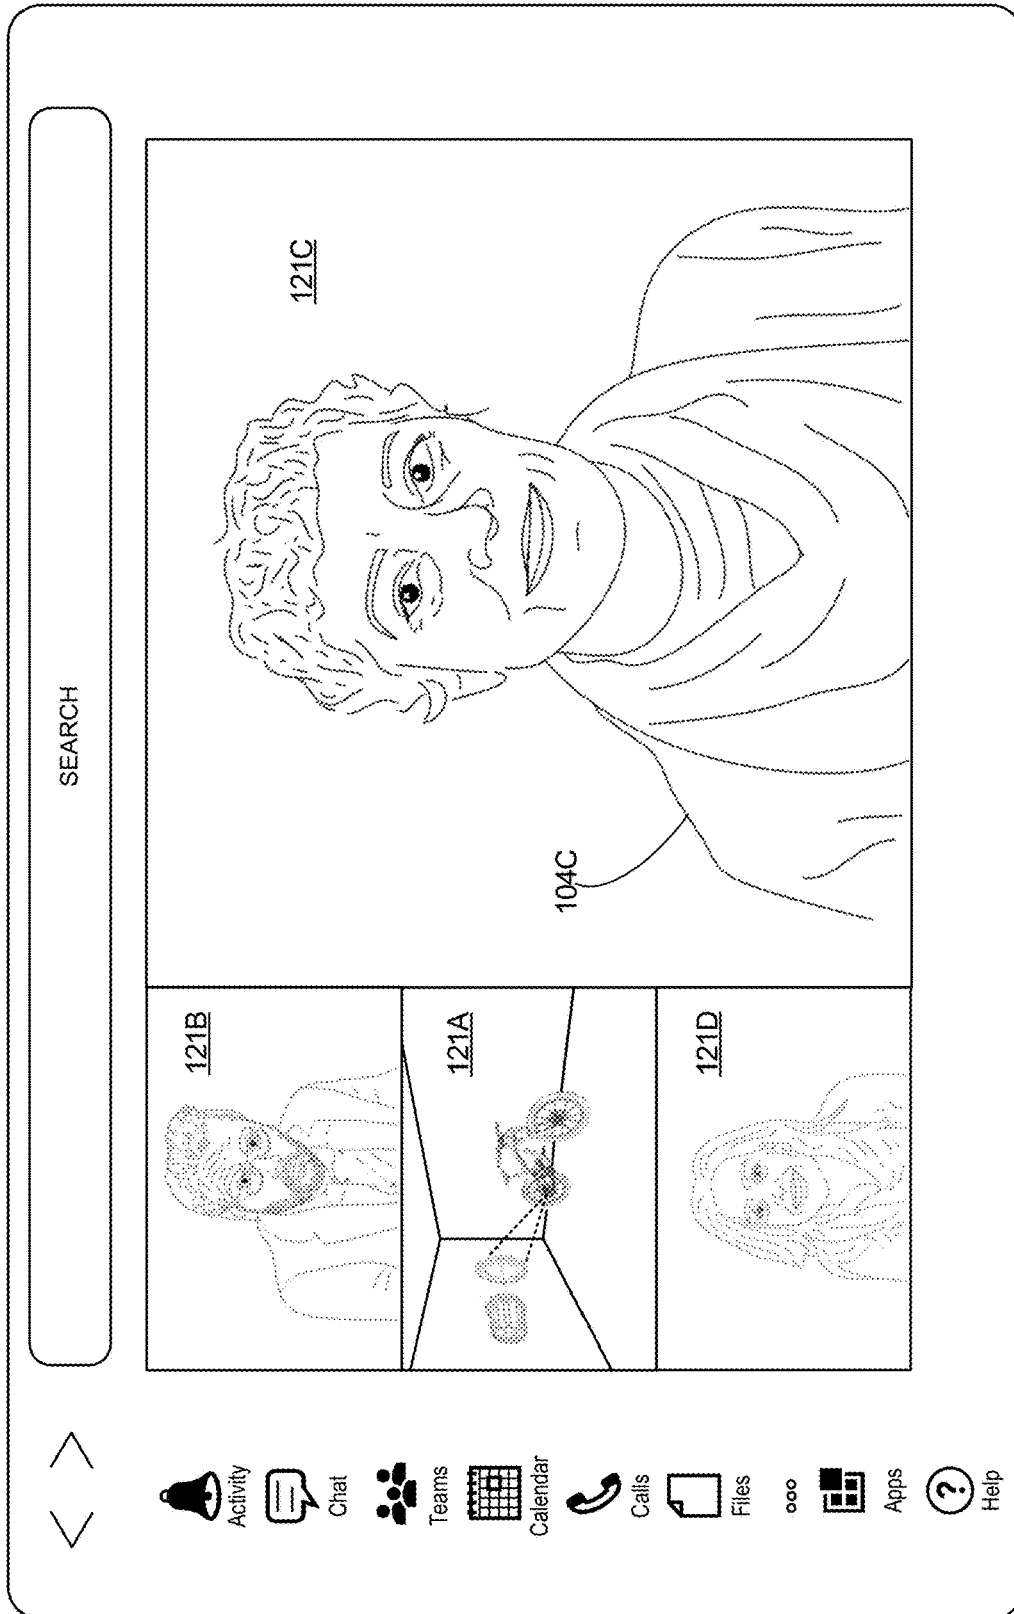 SEARCH
Activity
Chat
Teams
Calendar
Calls
Files
Apps
Help
121B
121A
121D
121C
104C